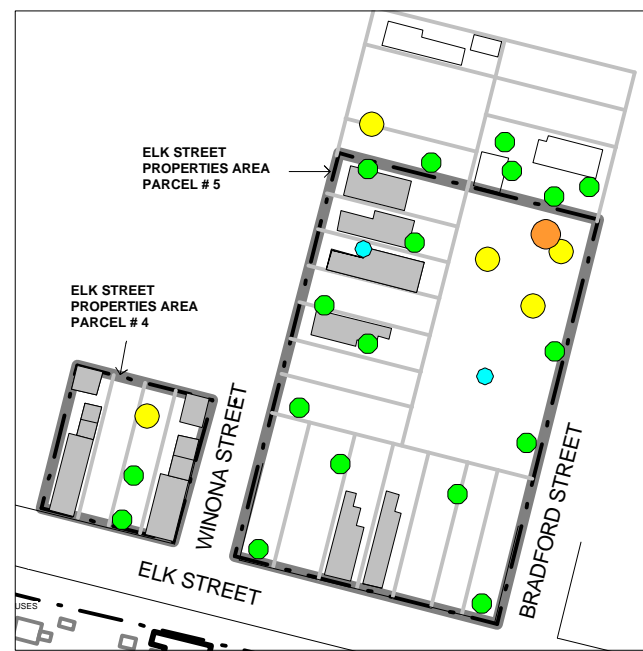 ELK STREET
PROPERTIES AREA
PARCEL # 5
ELK STREET
PROPERTIES AREA
PARCEL # 4
WINONA STREET
BRADFORD STREET
ELK STREET
USES